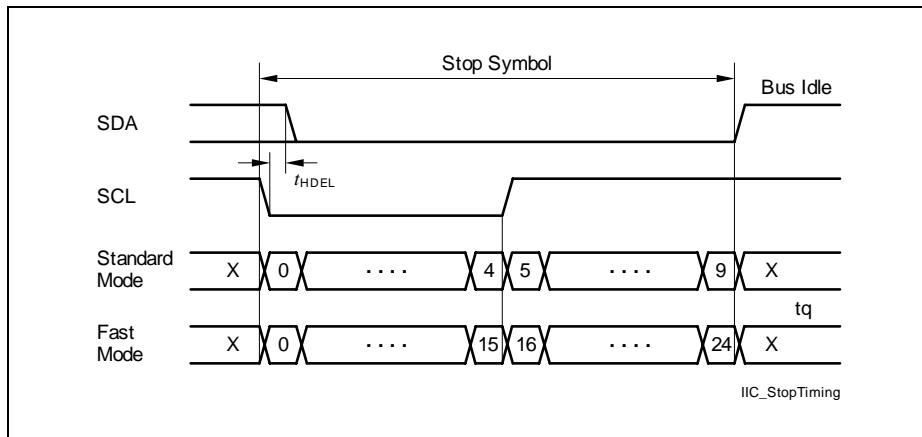 Stop Symbol
Bus Idle
SDA
tHDEL
SCL
Standard
Mode
X 0 ···· 4 5 ···· 9 X
tq
Fast
Mode
X 0 ···· 15 16 ···· 24 X
IIC_StopTiming